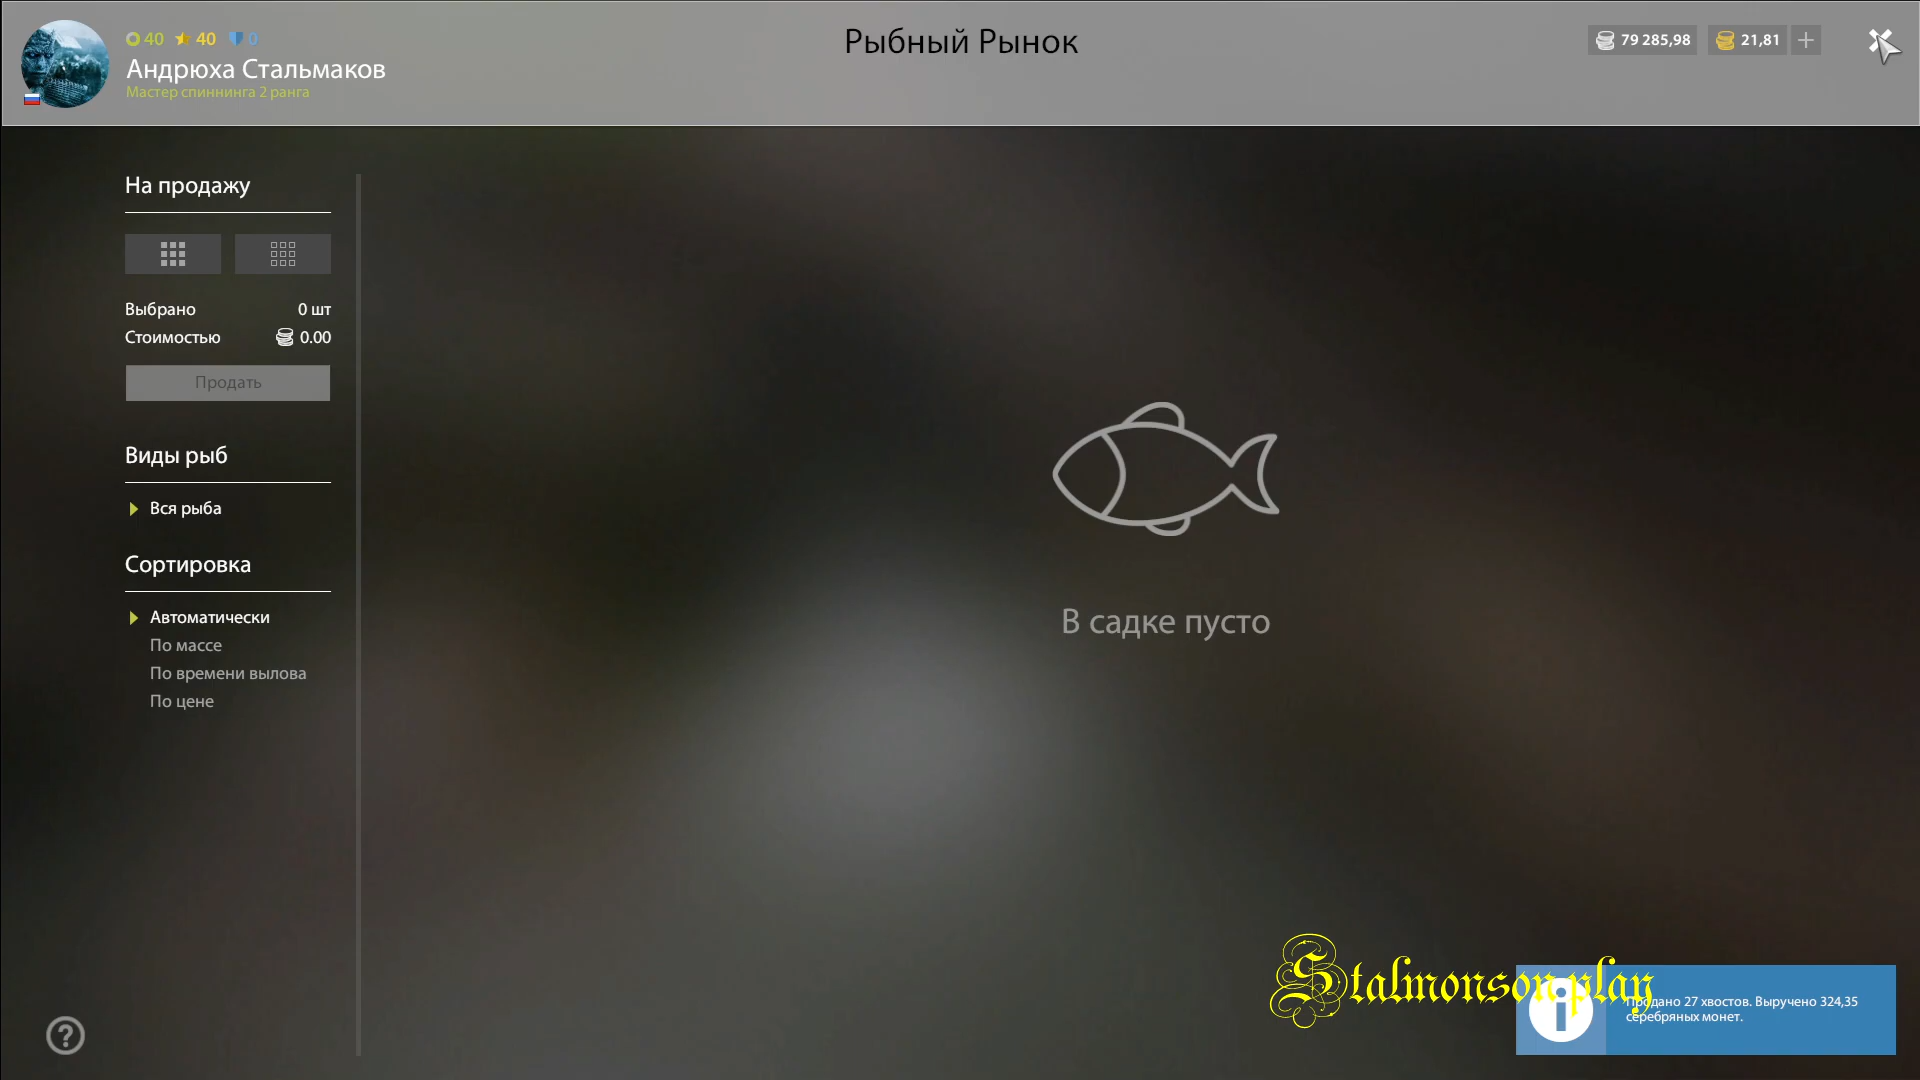 40 40 0
Андрюха Стальмаков
Мастер спиннинга 2 ранга
Рыбный Рынок
79 285,98 21,81
На продажу
Выбрано 0 шт
Стоимостью 0.00
Продать
Виды рыб
Вся рыба
Сортировка
Автоматически
По массе
По времени вылова
По цене
В садке пусто
Stalmonson play
Продано 27 хвостов. Выручено 324,35
серебряных монет.
?